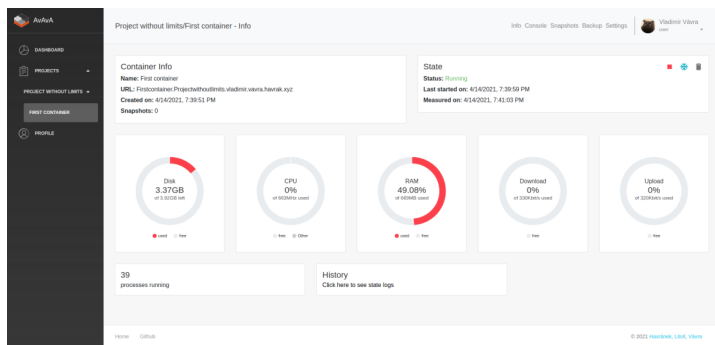 AvAvA
Project without limits/First container - Info
Info Console Snapshots Backup Settings
Vladimír Vávra
user
DASHBOARD
PROJECTS
PROJECT WITHOUT LIMITS
FIRST CONTAINER
PROFILE
Container Info
Name: First container
URL: Firstcontainer.Projectwithoutlimits.vladimir.vavra.havrak.xyz
Created on: 4/14/2021, 7:39:51 PM
Snapshots: 0
State
Status: Running
Last started on: 4/14/2021, 7:39:59 PM
Measured on: 4/14/2021, 7:41:03 PM
Disk
3.37GB
of 3.92GB left
used free
CPU
0%
of 603MHz used
free Other
RAM
49.08%
of 669MB used
used free
Download
0%
of 330Kbit/s used
free
Upload
0%
of 320Kbit/s used
free
39
processes running
History
Click here to see state logs
Home Github
© 2021 Havránek, Litoš, Vávra